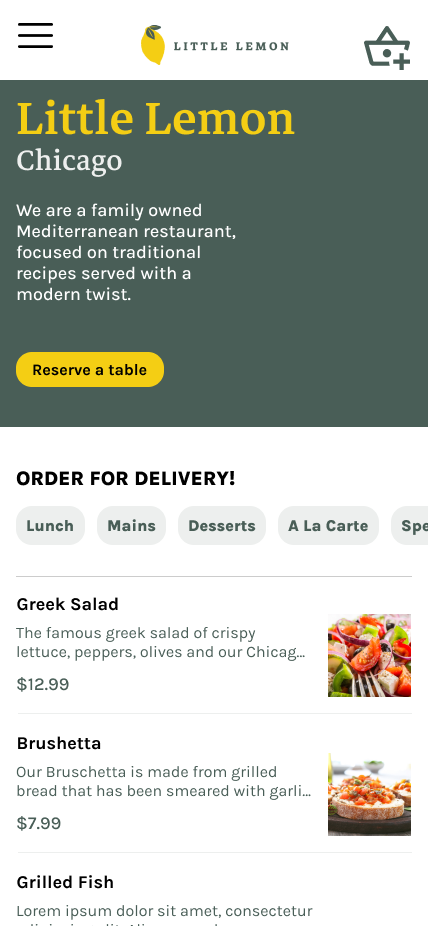 LITTLE LEMON
Little Lemon
Chicago
We are a family owned
Mediterranean restaurant,
focused on traditional
recipes served with a
modern twist.
Reserve a table
ORDER FOR DELIVERY!
Lunch Mains Desserts A La Carte Spe
Greek Salad
The famous greek salad of crispy
lettuce, peppers, olives and our Chicag...
$12.99
Brushetta
Our Bruschetta is made from grilled
bread that has been smeared with garli...
$7.99
Grilled Fish
Lorem ipsum dolor sit amet, consectetur